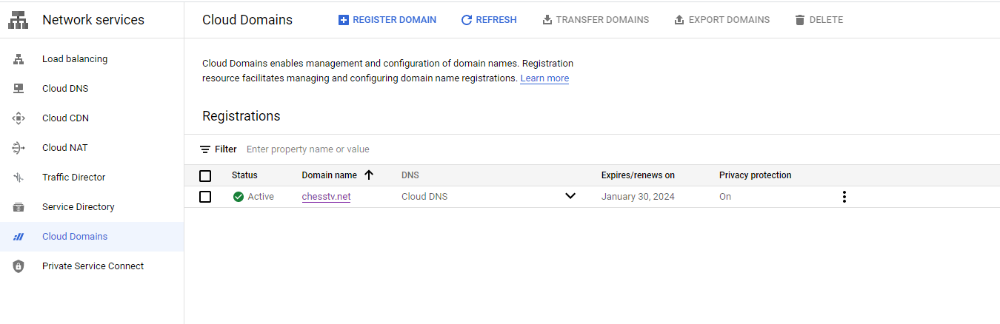 Network services
Cloud Domains
REGISTER DOMAIN
REFRESH
TRANSFER DOMAINS
EXPORT DOMAINS
DELETE
Load balancing
Cloud DNS
Cloud CDN
Cloud NAT
Traffic Director
Service Directory
Cloud Domains
Private Service Connect
Cloud Domains enables management and configuration of domain names. Registration
resource facilitates managing and configuring domain name registrations. Learn more
Registrations
Filter Enter property name or value
Status Domain name DNS Expires/renews on Privacy protection
Active chesstv.net Cloud DNS January 30, 2024 On